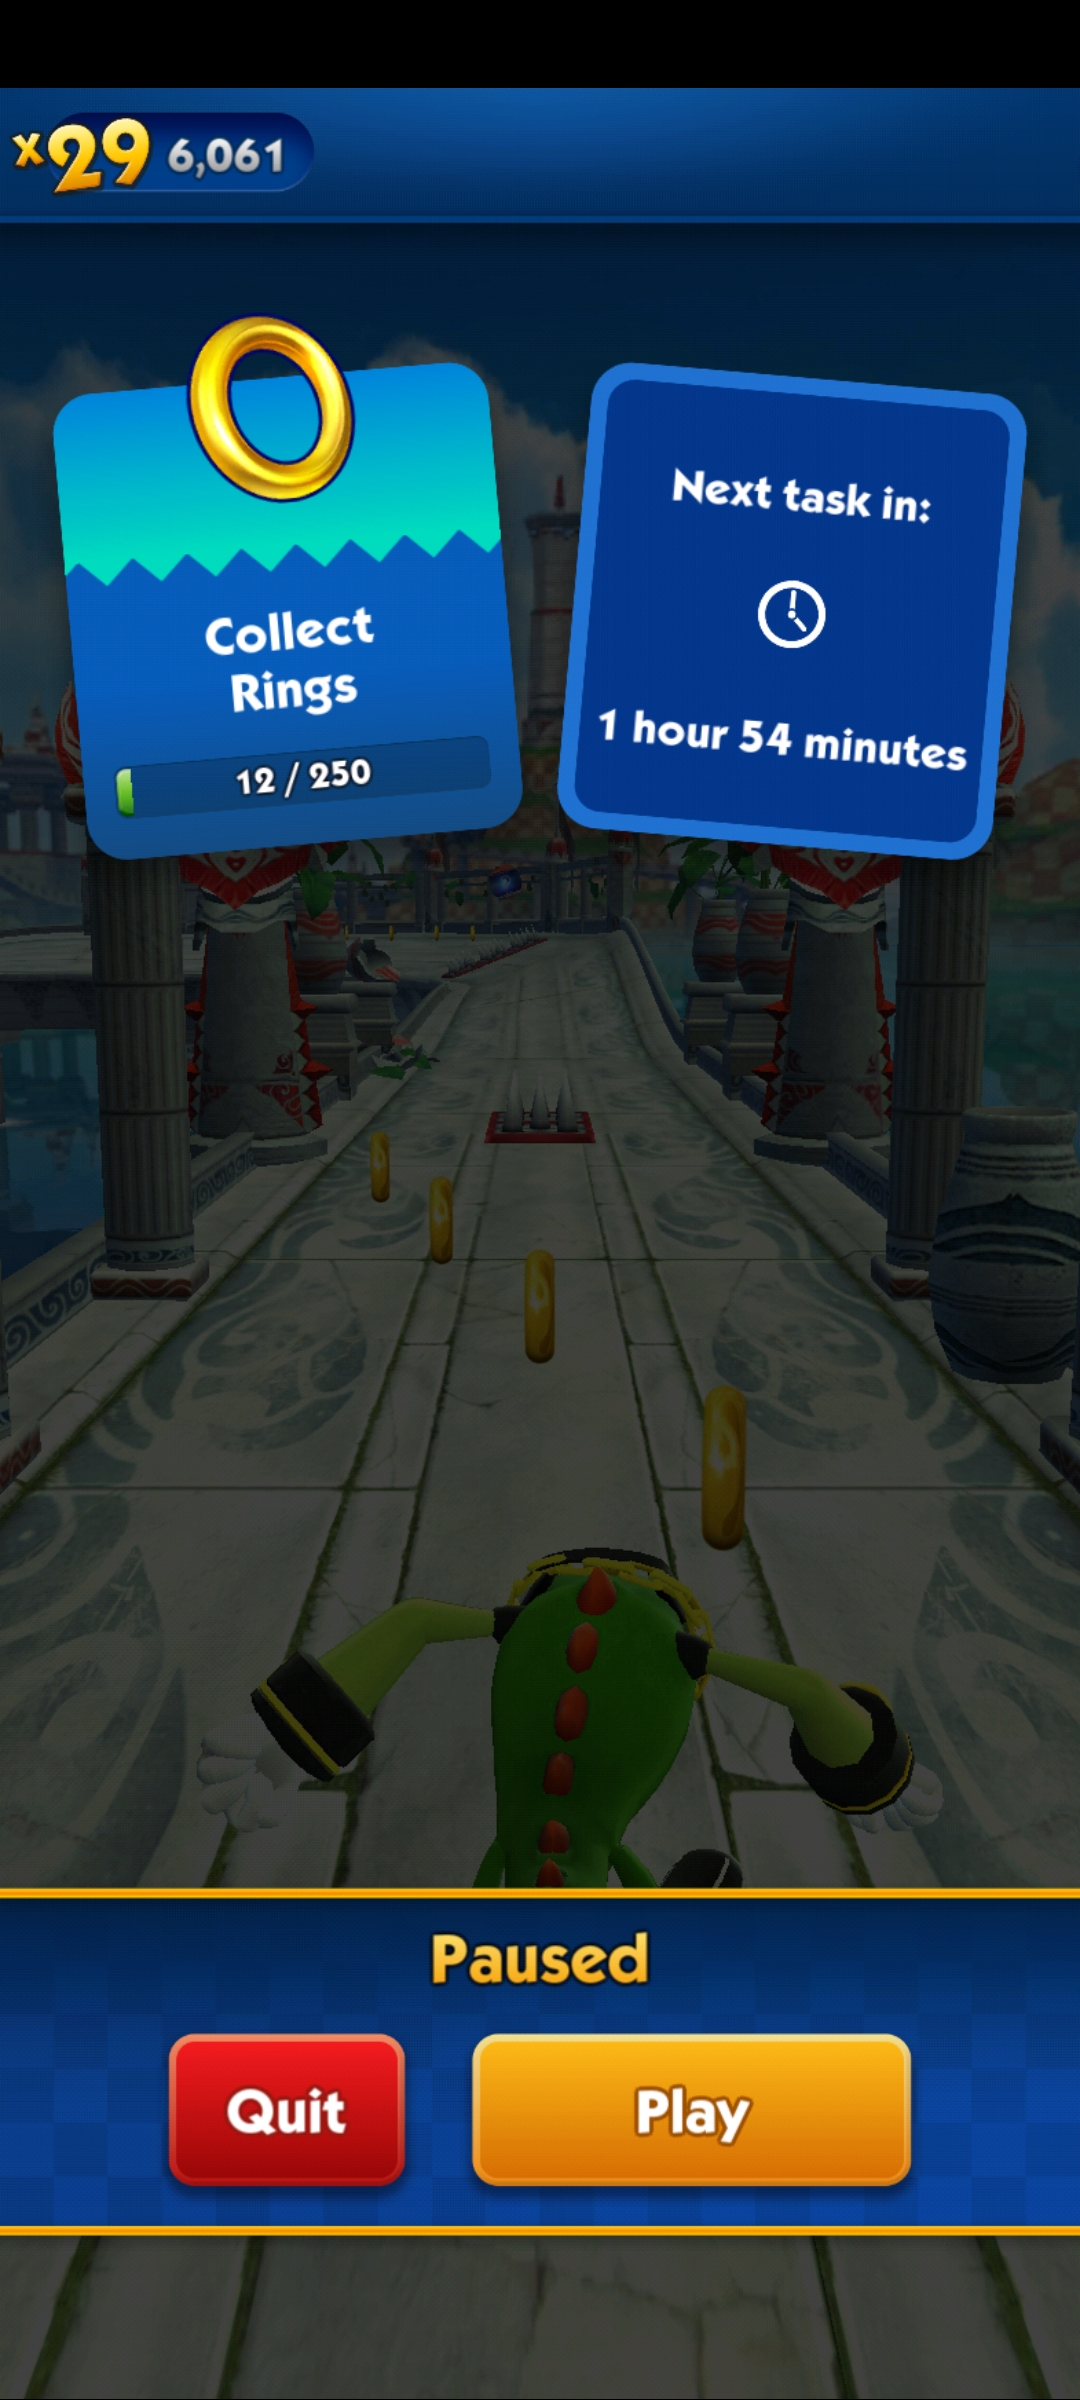 x29 6,061
Collect
Rings
12 / 250
Next task in:
1 hour 54 minutes
Paused
Quit
Play